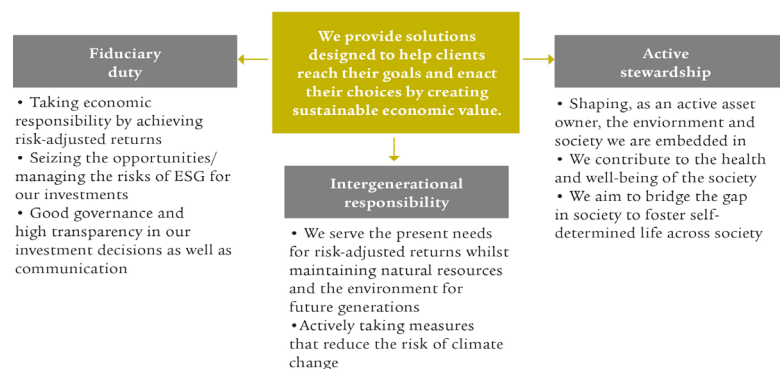 We provide solutions
designed to help clients
reach their goals and enact
their choices by creating
sustainable economic value.
Fiduciary
duty
• Taking economic
responsibility by achieving
risk-adjusted returns
• Seizing the opportunities/
managing the risks of ESG for
our investments
• Good governance and
high transparency in our
investment decisions as well as
communication
Intergenerational
responsibility
• We serve the present needs
for risk-adjusted returns whilst
maintaining natural resources
and the environment for
future generations
•Actively taking measures
that reduce the risk of climate
change
Active
stewardship
• Shaping, as an active asset
owner, the enviornment and
society we are embedded in
• We contribute to the health
and well-being of the society
• We aim to bridge the gap
in society to foster self-
determined life across society